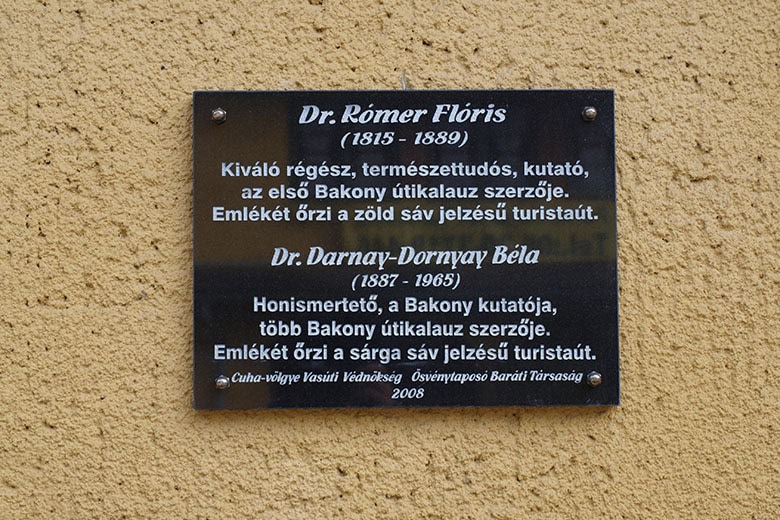 Dr. Rómer Flóris
(1815 - 1889)
Kiváló régész, természettudós, kutató,
az első Bakony útikalauz szerzője.
Emlékét őrzi a zöld sáv jelzésű turistaút.
Dr. Darnay-Dornyay Béla
(1887 - 1965)
Honismertető, a Bakony kutatója,
több Bakony útikalauz szerzője.
Emlékét őrzi a sárga sáv jelzésű turistaút.
Cuha-völgye Vasúti Védnökség Ösvénytaposó Baráti Társaság
2008